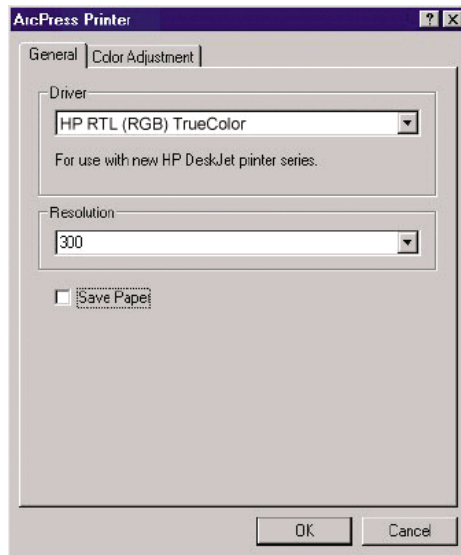 ArcPress Printer
General Color Adjustment
Driver
HP RTL (RGB) TrueColor
For use with new HP DeskJet printer series.
Resolution
300
Save Paper
OK Cancel